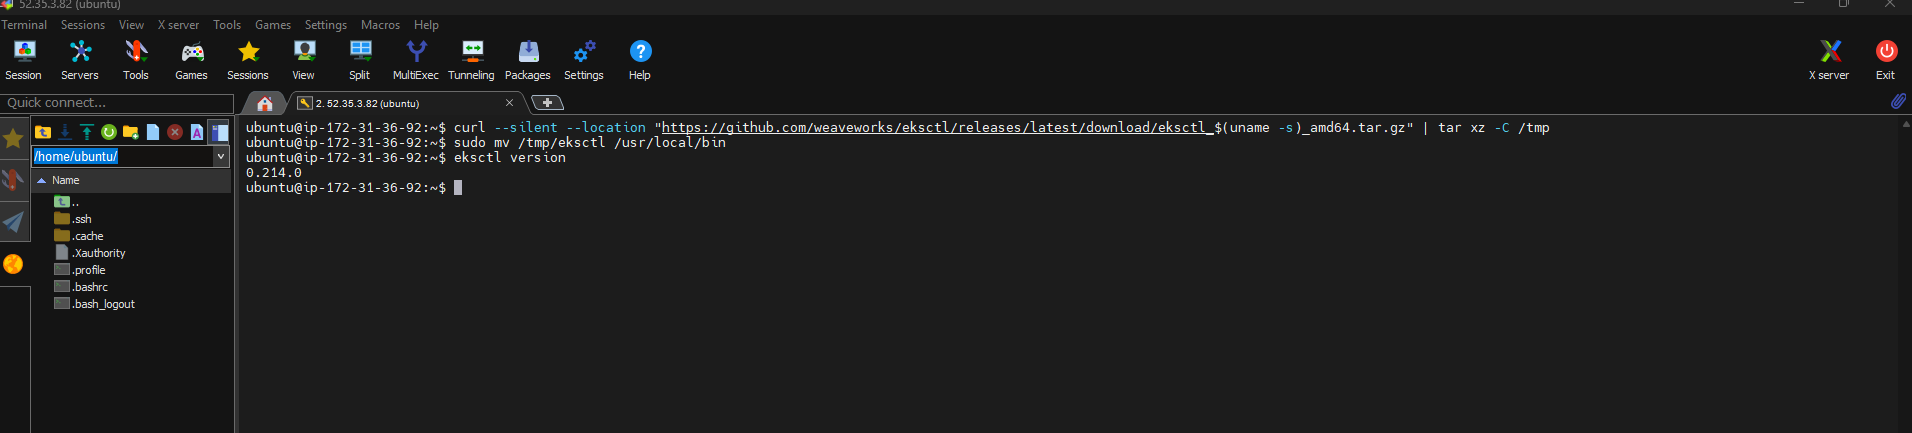 52.35.3.82 (ubuntu)
Terminal Sessions View X server Tools Games Settings Macros Help
Session Servers Tools Games Sessions View Split MultiExec Tunneling Packages Settings Help X server Exit
Quick connect...
2. 52.35.3.82 (ubuntu)
/home/ubuntu/
Name
..
.ssh
.cache
.Xauthority
.profile
.bashrc
.bash_logout
ubuntu@ip-172-31-36-92:~$ curl --silent --location "https://github.com/weaveworks/eksctl/releases/latest/download/eksctl_$(uname -s)_amd64.tar.gz" | tar xz -C /tmp
ubuntu@ip-172-31-36-92:~$ sudo mv /tmp/eksctl /usr/local/bin
ubuntu@ip-172-31-36-92:~$ eksctl version
0.214.0
ubuntu@ip-172-31-36-92:~$